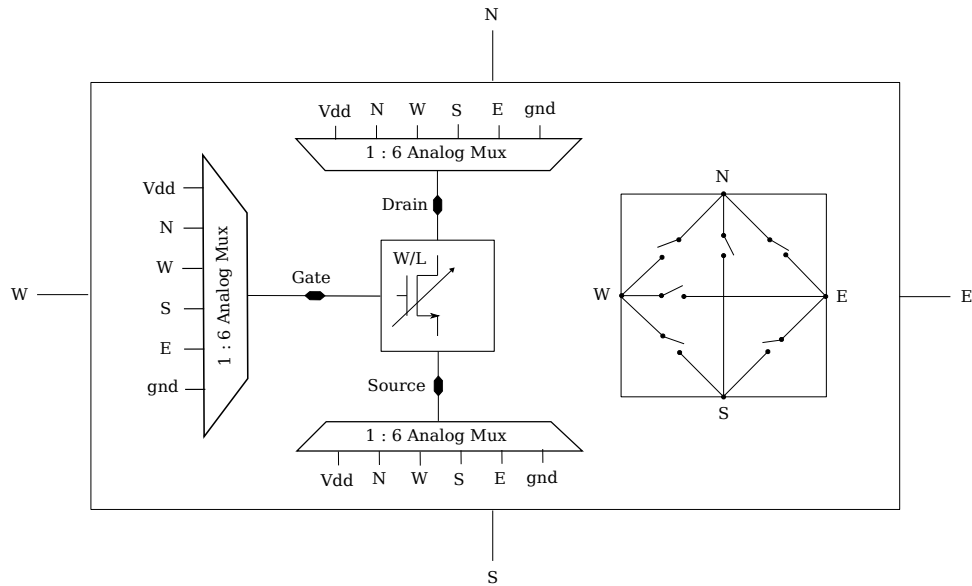 N
Vdd N W S E gnd
1 : 6 Analog Mux
Drain
Vdd
N
W
S
E
gnd
1 : 6 Analog Mux
Gate
W/L
Source
1 : 6 Analog Mux
Vdd N W S E gnd
N
W
E
S
W
E
S